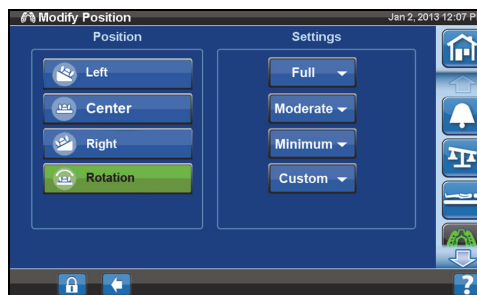 Modify Position
Jan 2, 2013 12:07 P
Position
Settings
Left
Full
Center
Moderate
Right
Minimum
Rotation
Custom
?